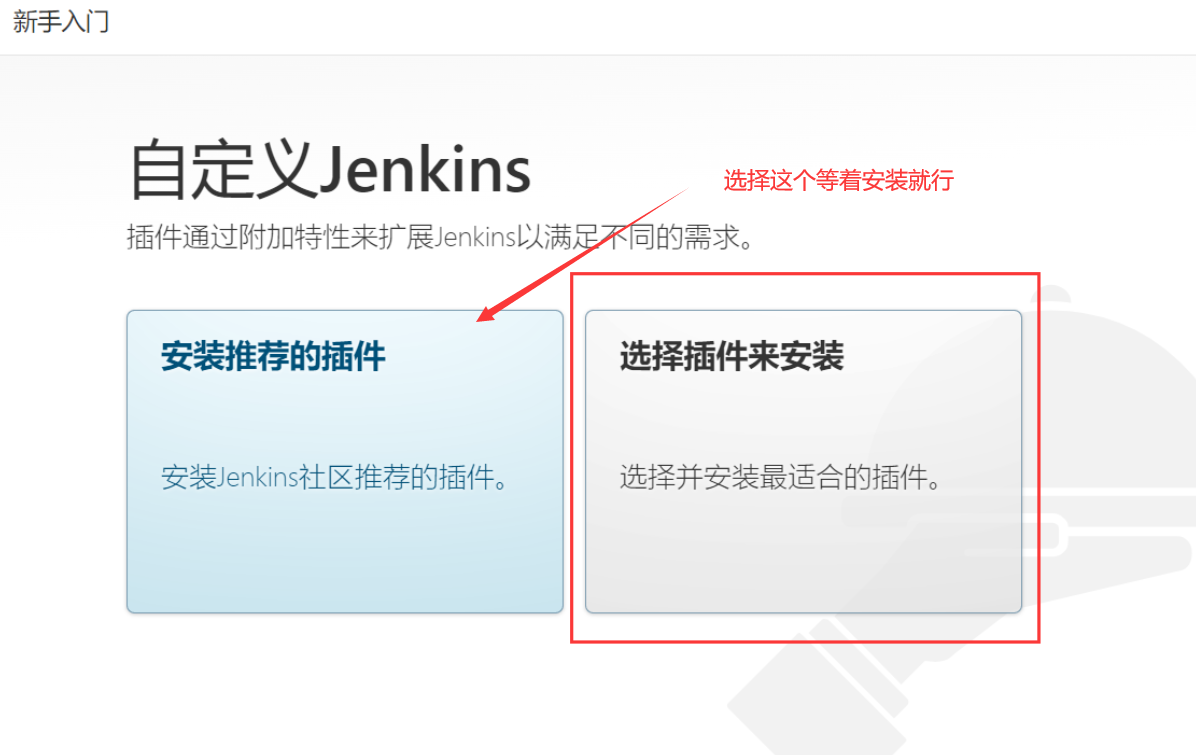 新手入门
自定义Jenkins
选择这个等着安装就行
插件通过附加特性来扩展Jenkins以满足不同的需求。
安装推荐的插件
选择插件来安装
安装Jenkins社区推荐的插件。
选择并安装最适合的插件。